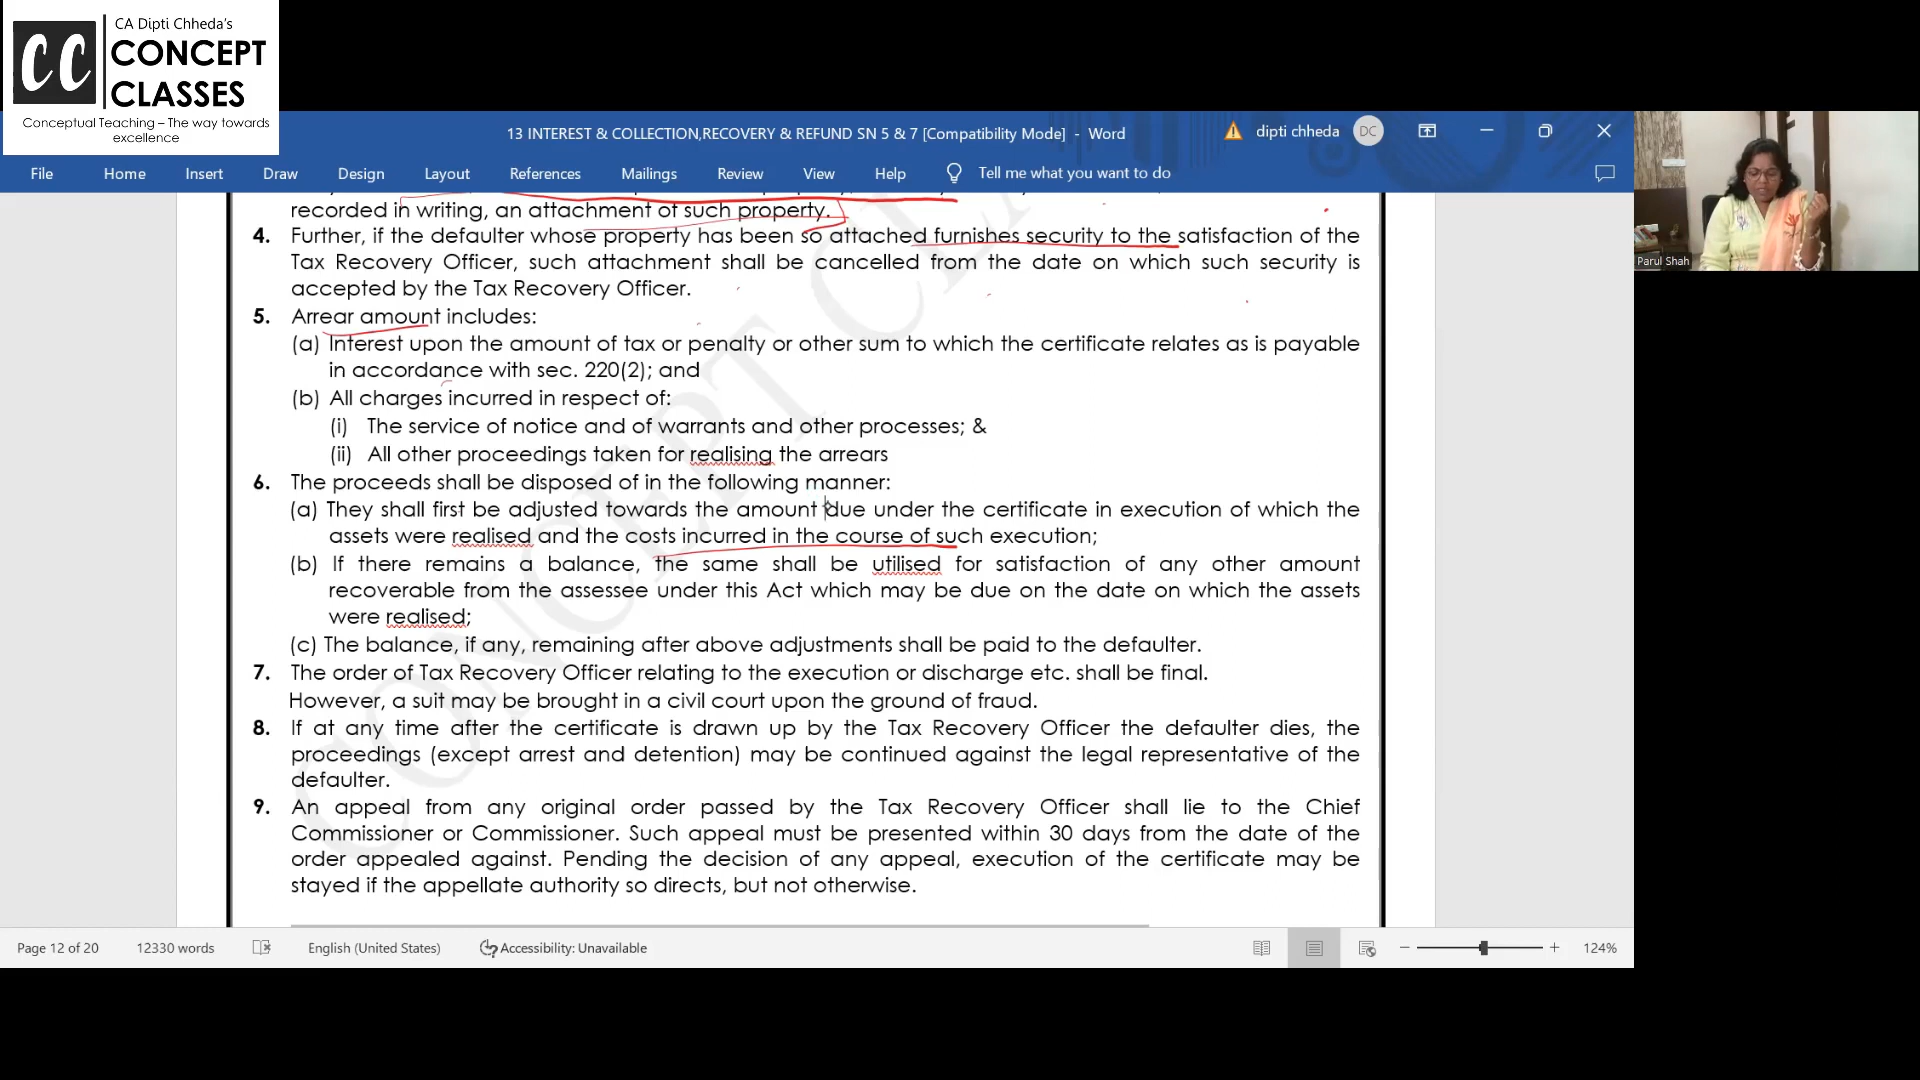 CA Dipti Chheda's
CC
CONCEPT
CLASSES
Conceptual Teaching – The way towards
excellence
13 INTEREST & COLLECTION,RECOVERY & REFUND SN 5 & 7 [Compatibility Mode] - Word
dipti chheda
DC
File Home Insert Draw Design Layout References Mailings Review View Help Tell me what you want to do
recorded in writing, an attachment of such property.
4. Further, if the defaulter whose property has been so attached furnishes security to the satisfaction of the
Tax Recovery Officer, such attachment shall be cancelled from the date on which such security is
accepted by the Tax Recovery Officer.
5. Arrear amount includes:
(a) Interest upon the amount of tax or penalty or other sum to which the certificate relates as is payable
in accordance with sec. 220(2); and
(b) All charges incurred in respect of:
(i) The service of notice and of warrants and other processes; &
(ii) All other proceedings taken for realising the arrears
6. The proceeds shall be disposed of in the following manner:
(a) They shall first be adjusted towards the amount due under the certificate in execution of which the
assets were realised and the costs incurred in the course of such execution;
(b) If there remains a balance, the same shall be utilised for satisfaction of any other amount
recoverable from the assessee under this Act which may be due on the date on which the assets
were realised;
(c) The balance, if any, remaining after above adjustments shall be paid to the defaulter.
7. The order of Tax Recovery Officer relating to the execution or discharge etc. shall be final.
However, a suit may be brought in a civil court upon the ground of fraud.
8. If at any time after the certificate is drawn up by the Tax Recovery Officer the defaulter dies, the
proceedings (except arrest and detention) may be continued against the legal representative of the
defaulter.
9. An appeal from any original order passed by the Tax Recovery Officer shall lie to the Chief
Commissioner or Commissioner. Such appeal must be presented within 30 days from the date of the
order appealed against. Pending the decision of any appeal, execution of the certificate may be
stayed if the appellate authority so directs, but not otherwise.
CONCEPT CLA
Parul Shah
Page 12 of 20 12330 words English (United States) Accessibility: Unavailable 124%